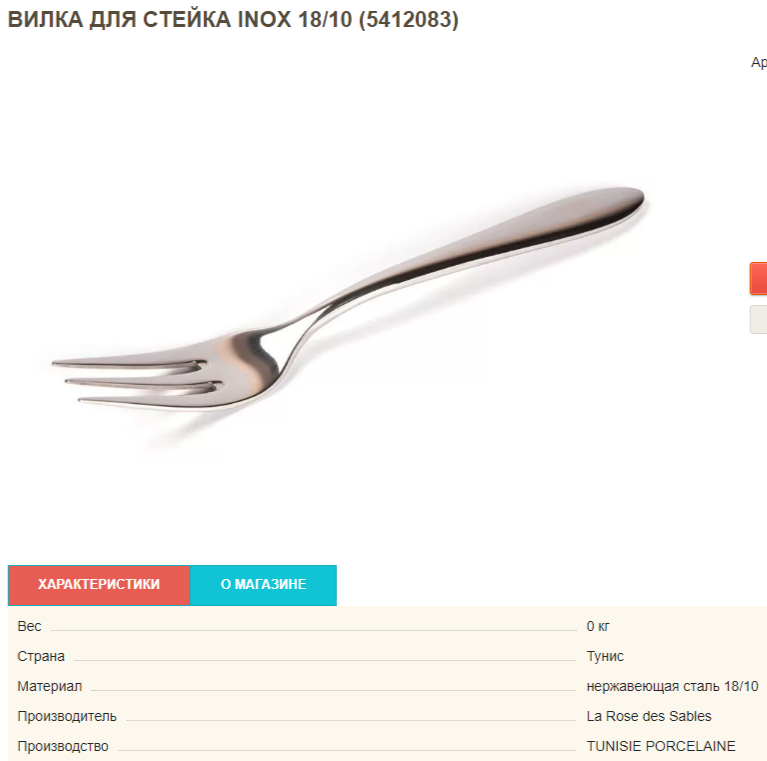 ВИЛКА ДЛЯ СТЕЙКА INOX 18/10 (5412083)
Ар
ХАРАКТЕРИСТИКИ
О МАГАЗИНЕ
Вес 0 кг
Страна Тунис
Материал нержавеющая сталь 18/10
Производитель La Rose des Sables
Производство TUNISIE PORCELAINE